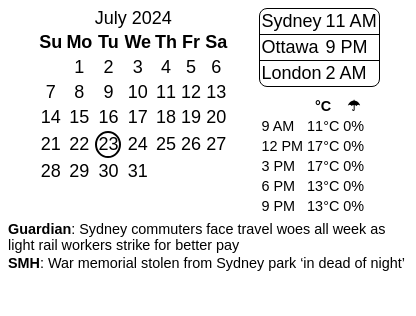 July 2024
Su Mo Tu We Th Fr Sa
1 2 3 4 5 6
7 8 9 10 11 12 13
14 15 16 17 18 19 20
21 22 23 24 25 26 27
28 29 30 31
Sydney 11 AM
Ottawa 9 PM
London 2 AM
°C ☂
9 AM 11°C 0%
12 PM 17°C 0%
3 PM 17°C 0%
6 PM 13°C 0%
9 PM 13°C 0%
Guardian: Sydney commuters face travel woes all week as
light rail workers strike for better pay
SMH: War memorial stolen from Sydney park ‘in dead of night’